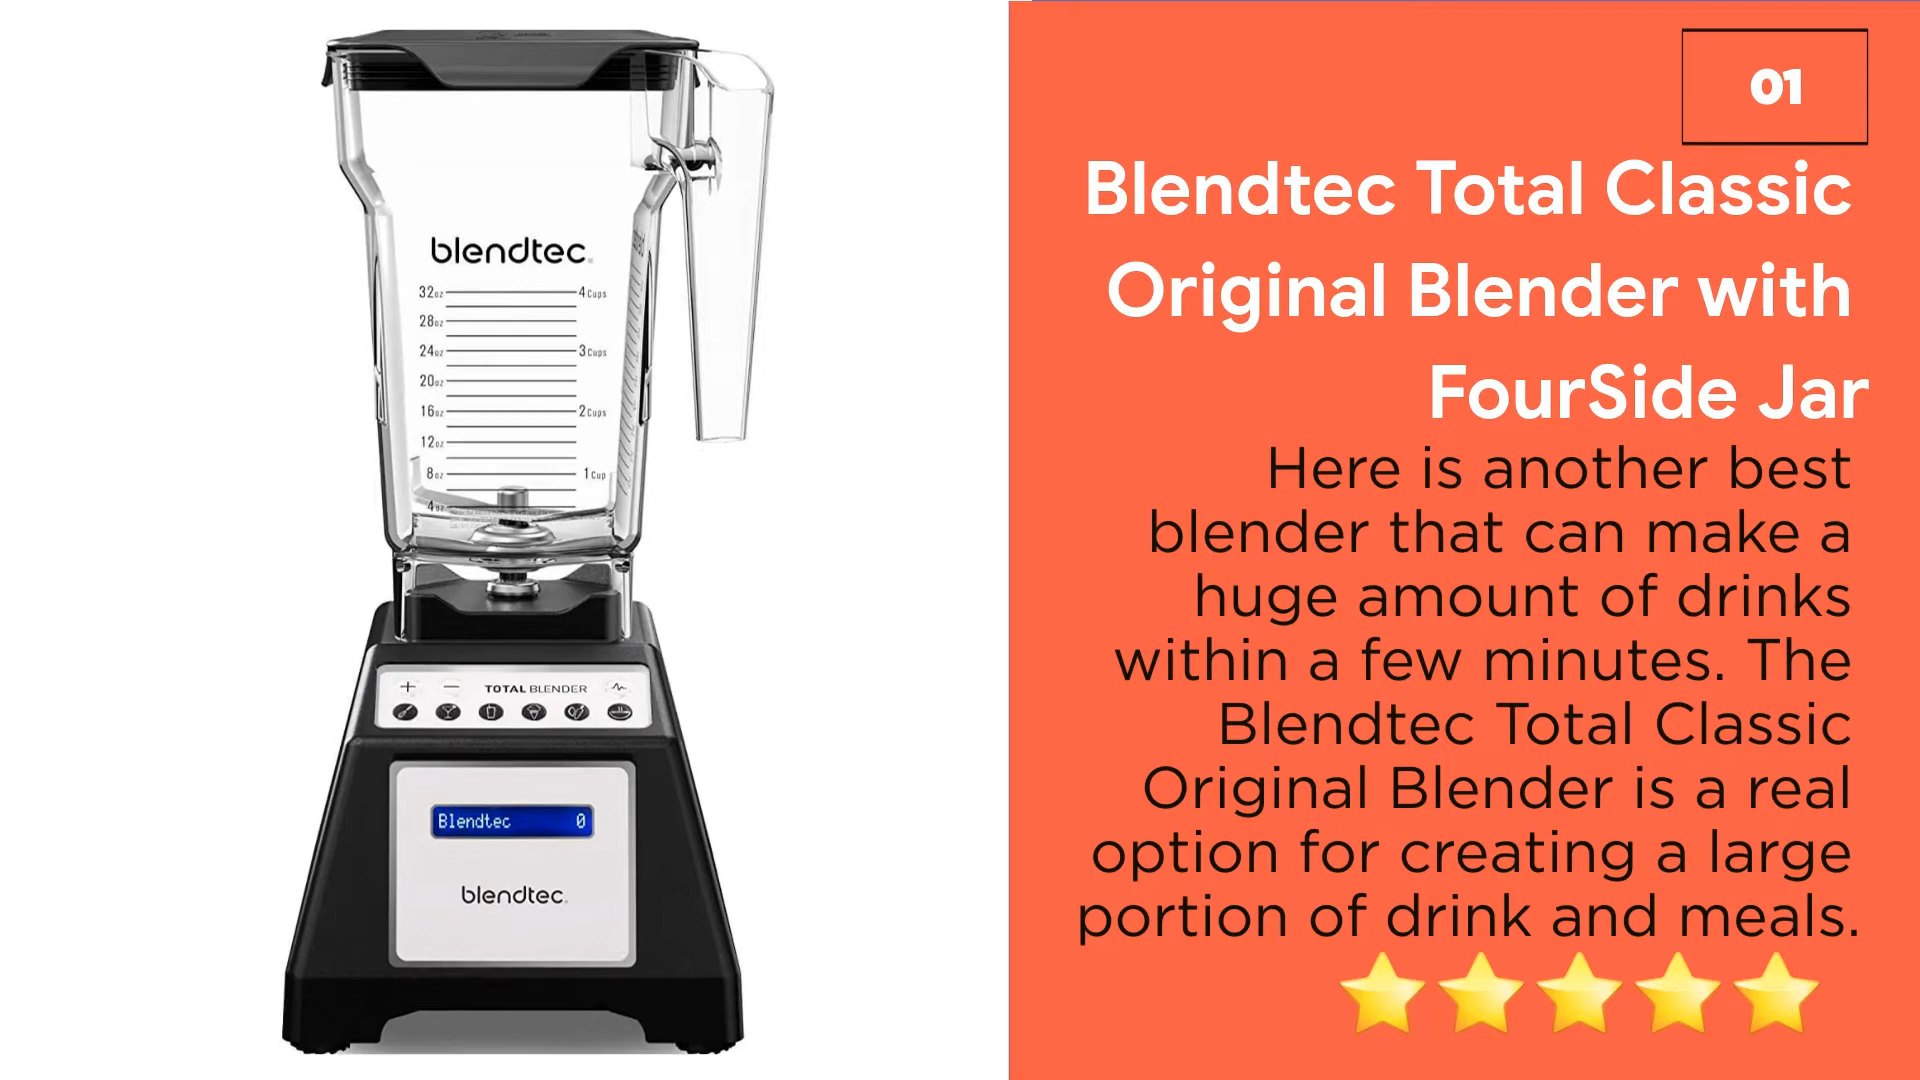 blendtec
32oz 4 Cups
28oz
24oz 3 Cups
20oz
16oz 2 Cups
12oz
8oz 1 Cup
4oz
+ − TOTAL BLENDER
Blendtec 0
blendtec
01
Blendtec Total Classic
Original Blender with
FourSide Jar
Here is another best
blender that can make a
huge amount of drinks
within a few minutes. The
Blendtec Total Classic
Original Blender is a real
option for creating a large
portion of drink and meals.